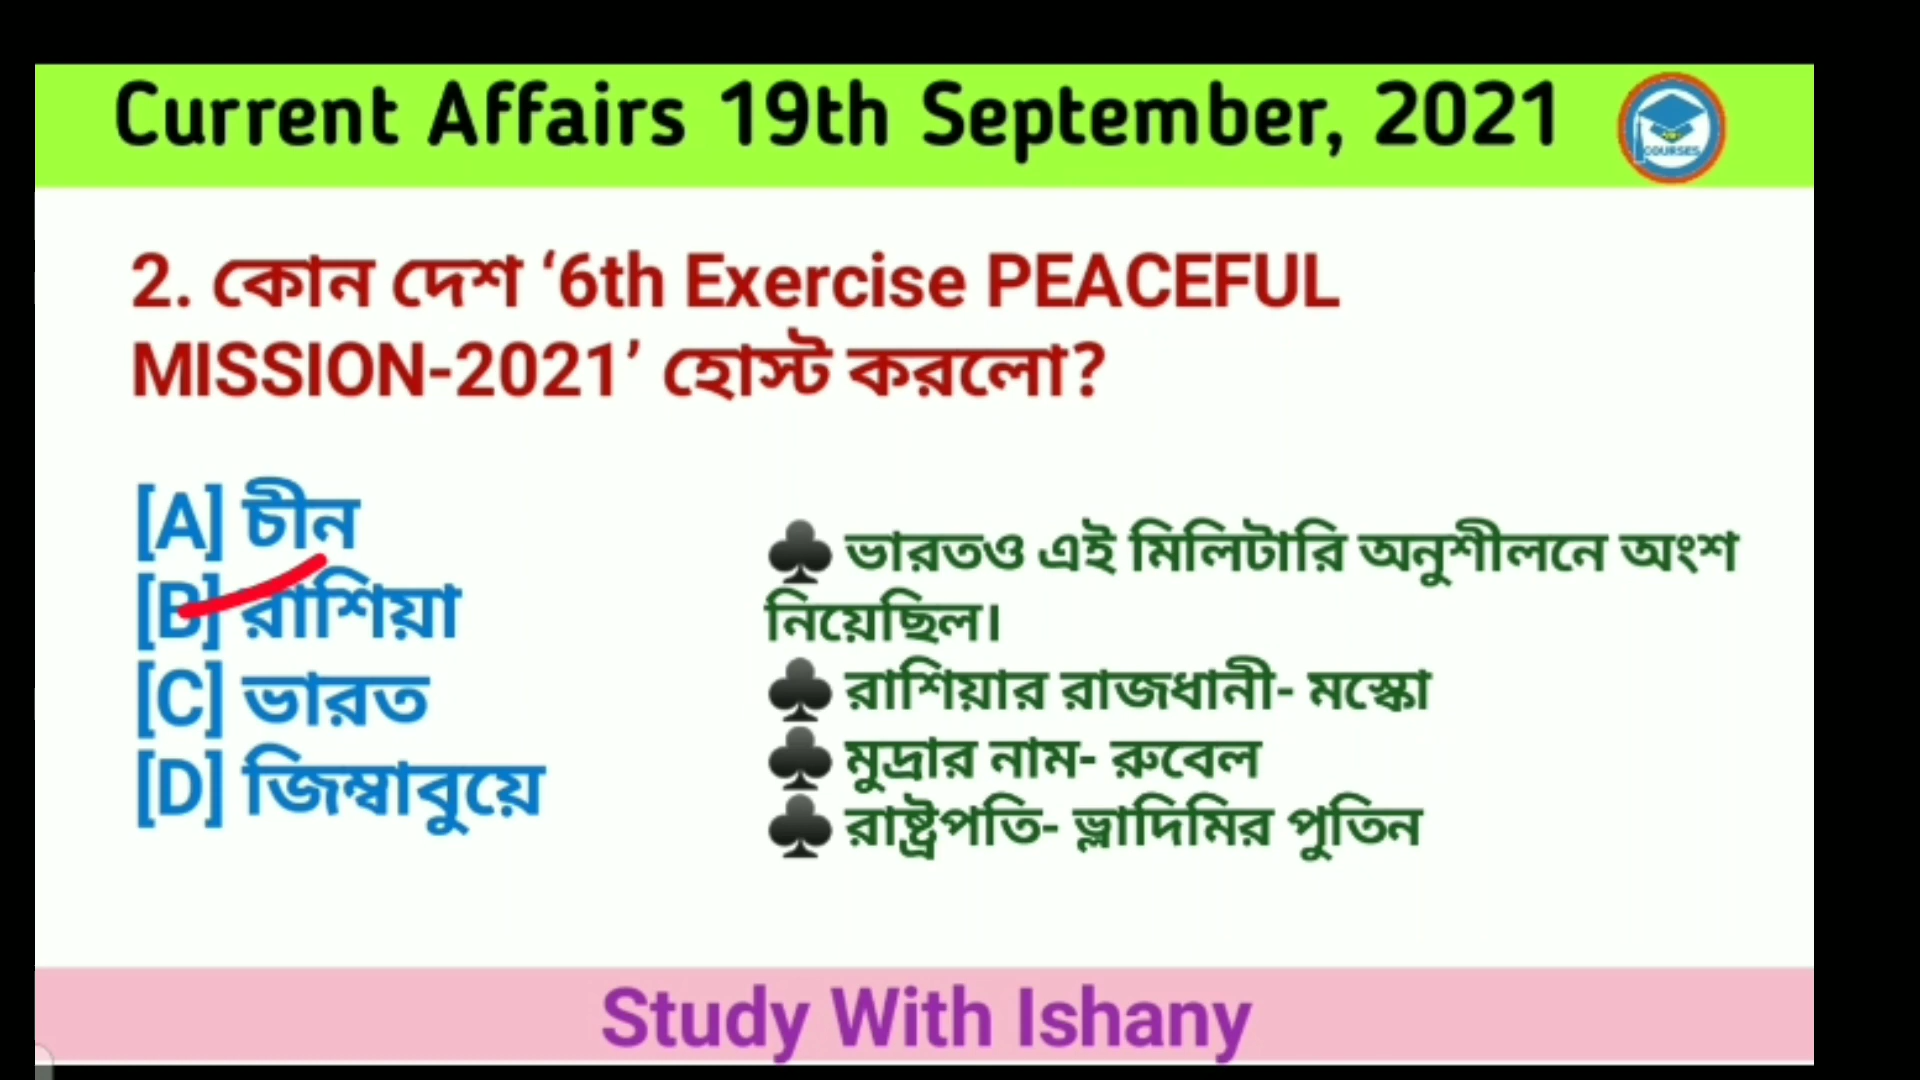 Current Affairs 19th September, 2021
COURSES
2. কোন দেশ ‘6th Exercise PEACEFUL
MISSION-2021’ হোস্ট করলো?
[A] চীন
[B] রাশিয়া
[C] ভারত
[D] জিম্বাবুয়ে
♣ ভারতও এই মিলিটারি অনুশীলনে অংশ
নিয়েছিল।
♣ রাশিয়ার রাজধানী- মস্কো
♣ মুদ্রার নাম- রুবেল
♣ রাষ্ট্রপতি- ভ্লাদিমির পুতিন
Study With Ishany